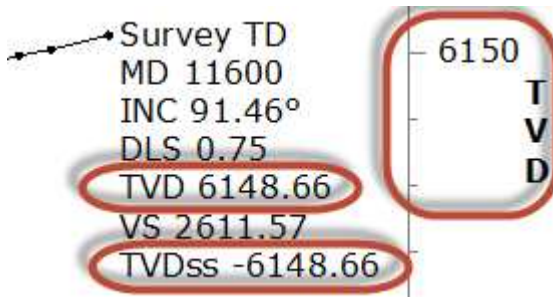 Survey TD
MD 11600
INC 91.46°
DLS 0.75
TVD 6148.66
VS 2611.57
TVDss -6148.66
6150
TVD